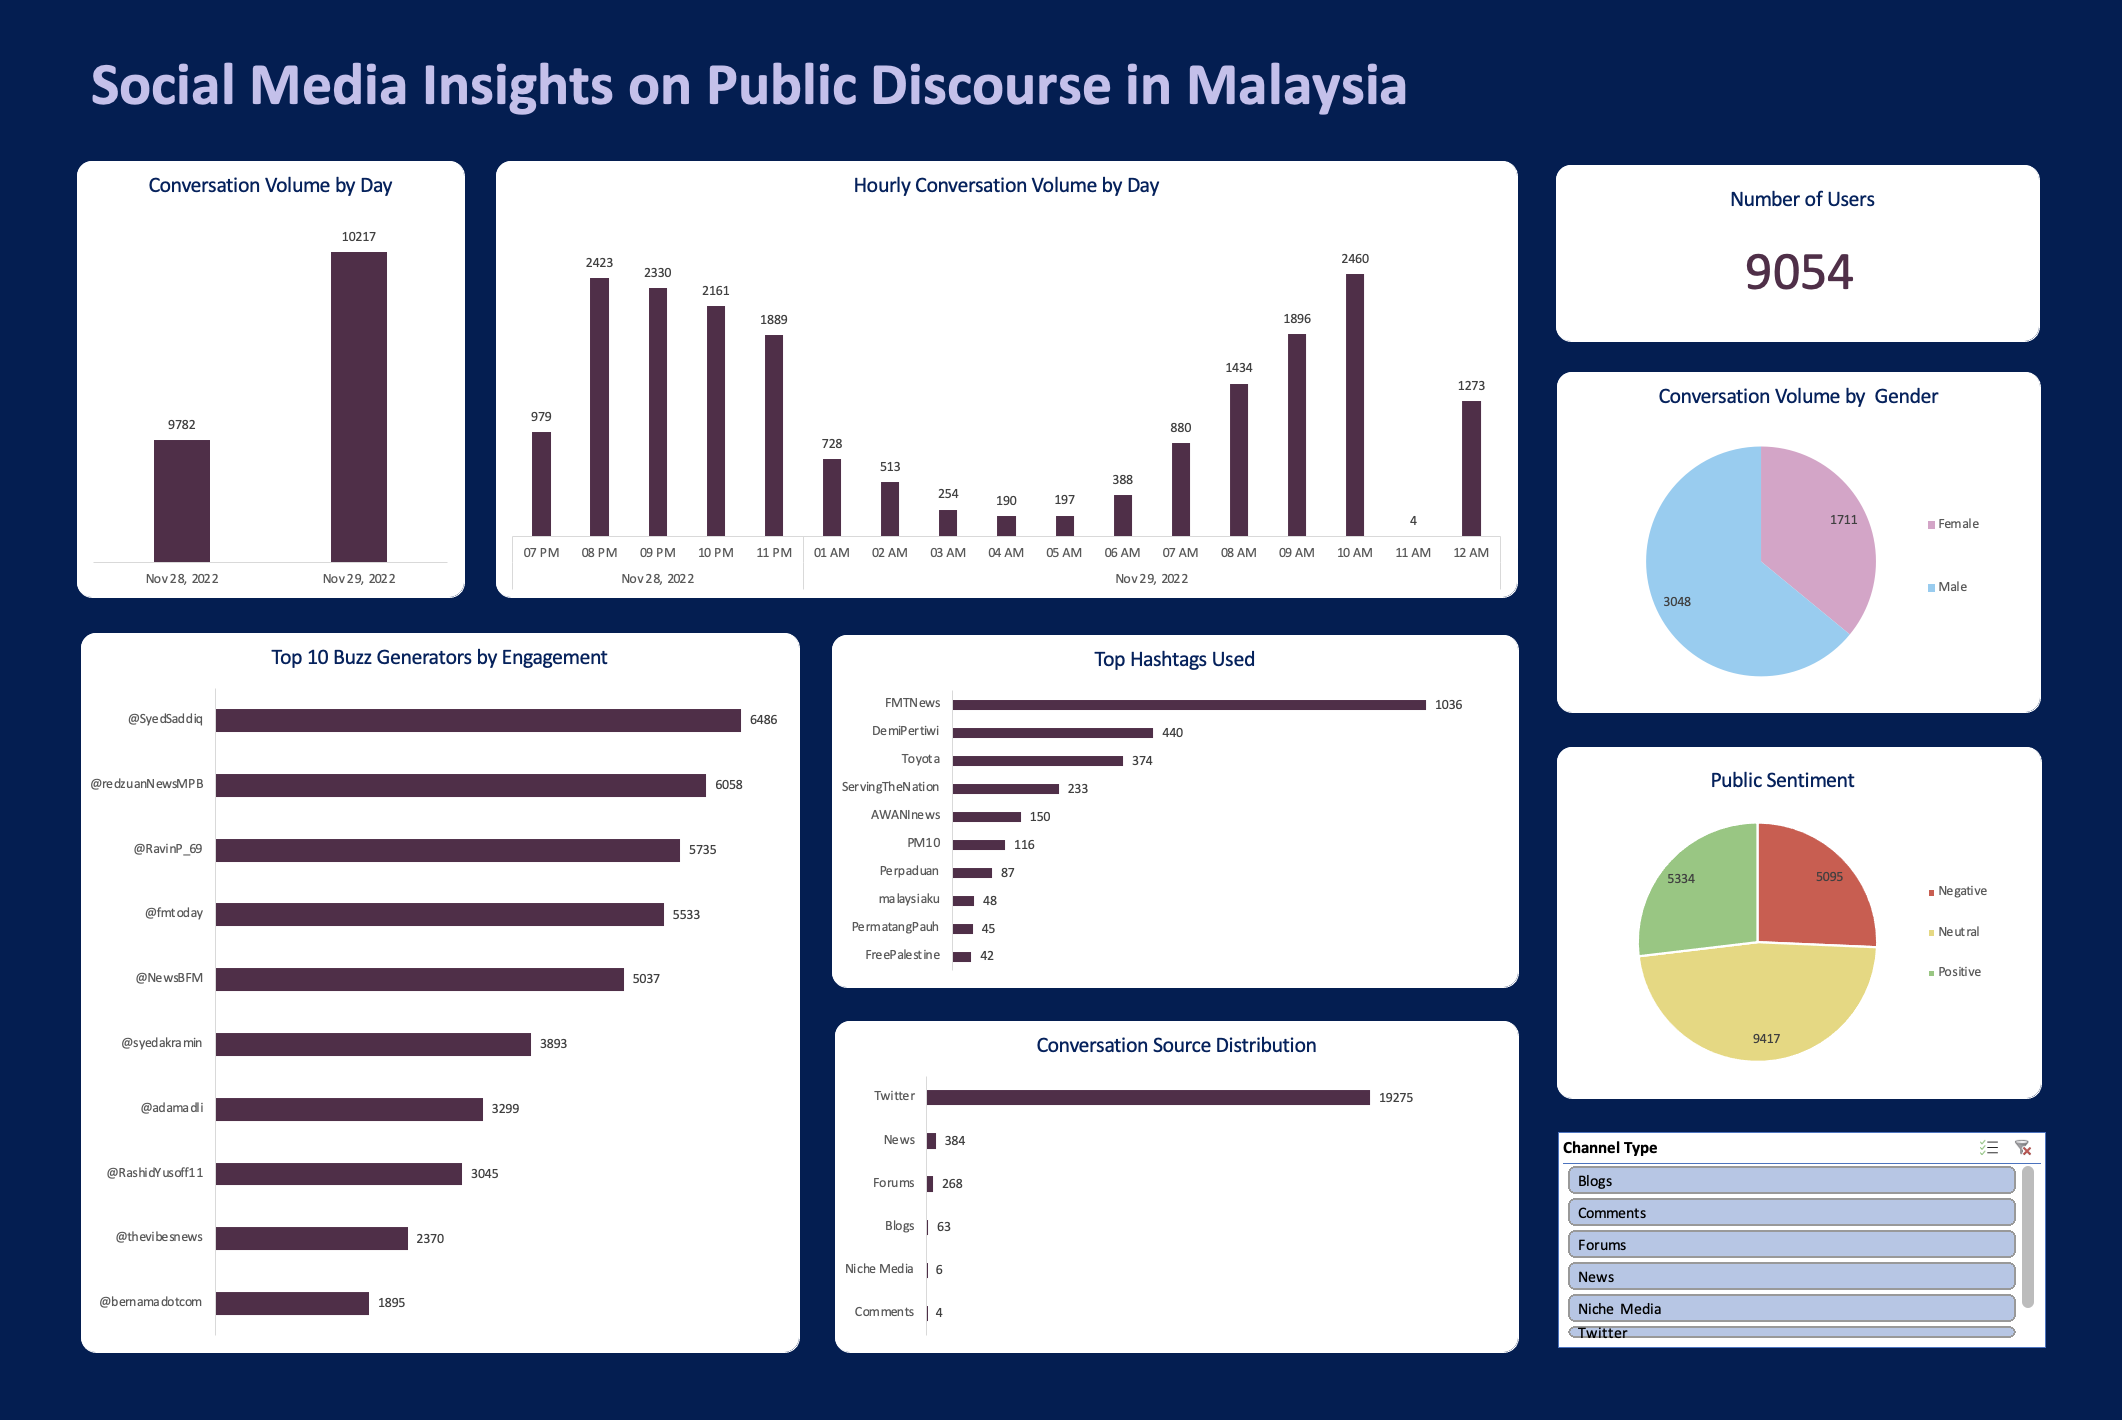 Social Media Insights on Public Discourse in Malaysia
Conversation Volume by Day
10217
9782
Nov 28, 2022
Nov 29, 2022
Hourly Conversation Volume by Day
979
2423
2330
2161
1889
728
513
254
190
197
388
880
1434
1896
2460
4
1273
07 PM 08 PM 09 PM 10 PM 11 PM 01 AM 02 AM 03 AM 04 AM 05 AM 06 AM 07 AM 08 AM 09 AM 10 AM 11 AM 12 AM
Nov 28, 2022
Nov 29, 2022
Number of Users
9054
Conversation Volume by Gender
1711
3048
Female
Male
Top 10 Buzz Generators by Engagement
@SyedSaddiq 6486
@redzuanNewsMPB 6058
@RavinP_69 5735
@fmtoday 5533
@NewsBFM 5037
@syedakramin 3893
@adamadli 3299
@RashidYusoff11 3045
@thevibesnews 2370
@bernamadotcom 1895
Top Hashtags Used
FMTNews 1036
DemiPertiwi 440
Toyota 374
ServingTheNation 233
AWANInews 150
PM10 116
Perpaduan 87
malaysiaku 48
PermatangPauh 45
FreePalestine 42
Conversation Source Distribution
Twitter 19275
News 384
Forums 268
Blogs 63
Niche Media 6
Comments 4
Public Sentiment
5334
5095
9417
Negative
Neutral
Positive
Channel Type
Blogs
Comments
Forums
News
Niche Media
Twitter